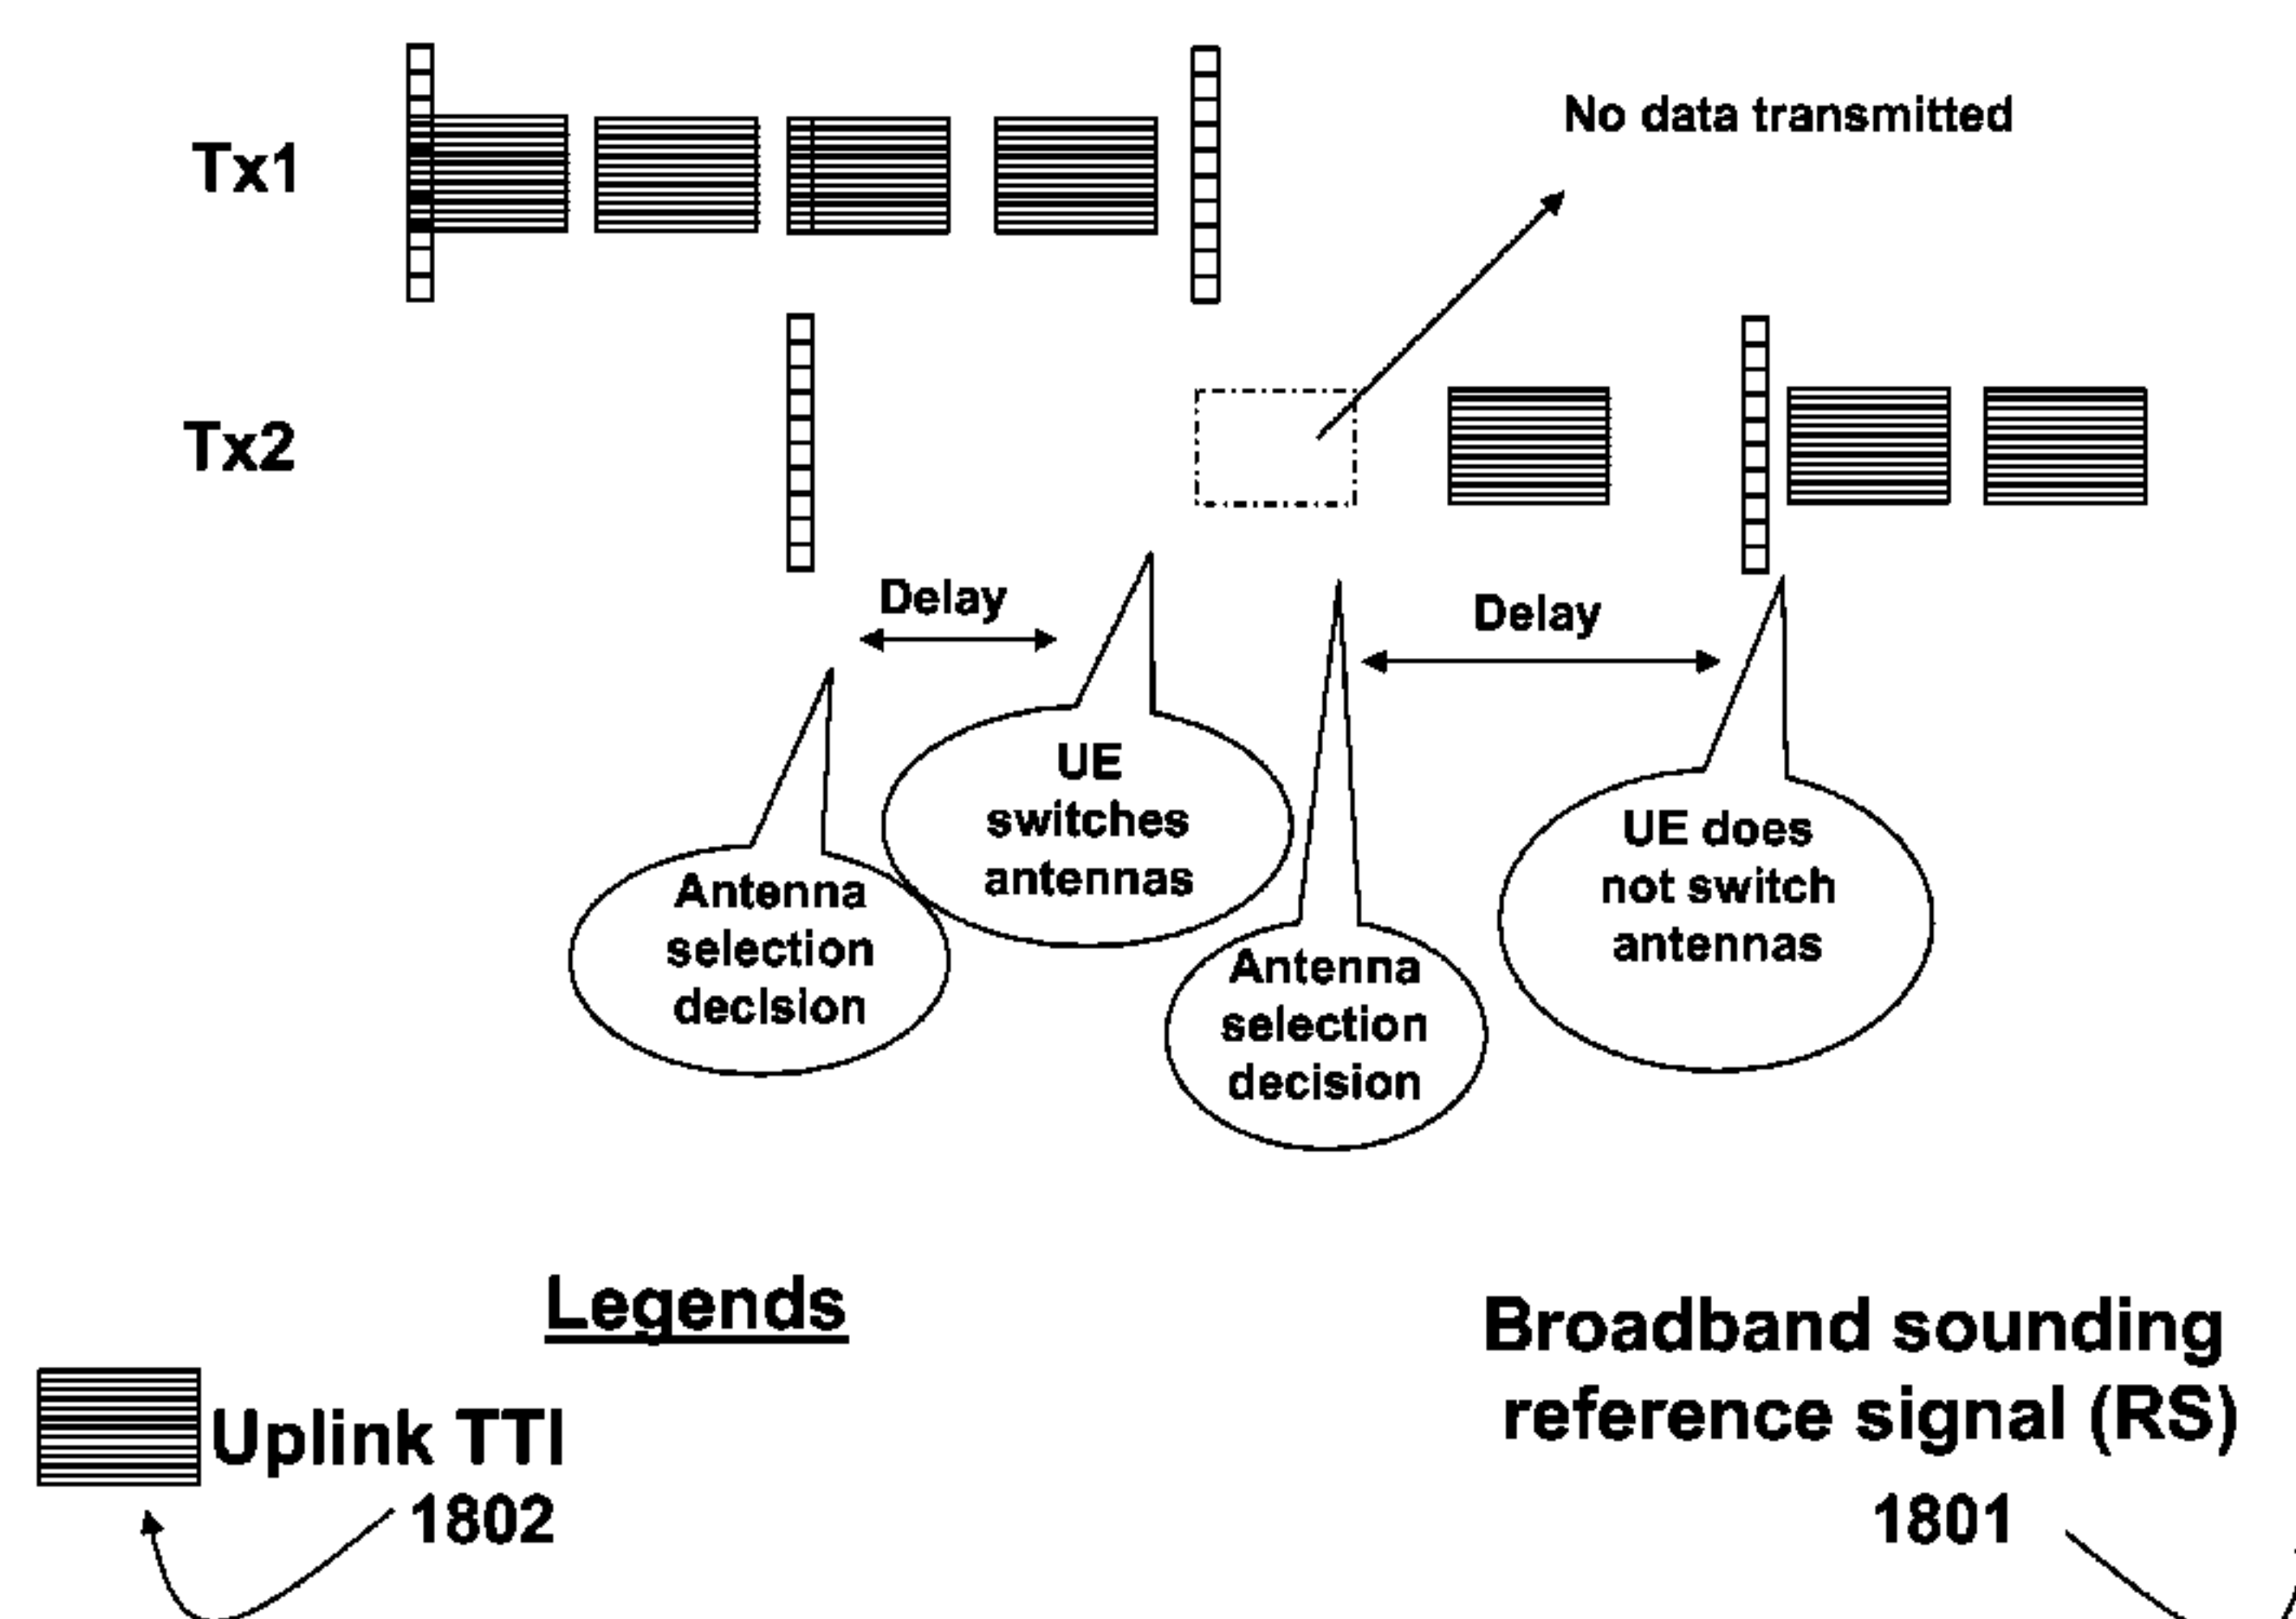 No data transmitted
Tx1
Tx2
Delay
Delay
UE
switches
antennas
Antenna
selection
decision
Antenna
selection
decision
UE does
not switch
antennas
Legends
Uplink TTI
1802
Broadband sounding
reference signal (RS)
1801